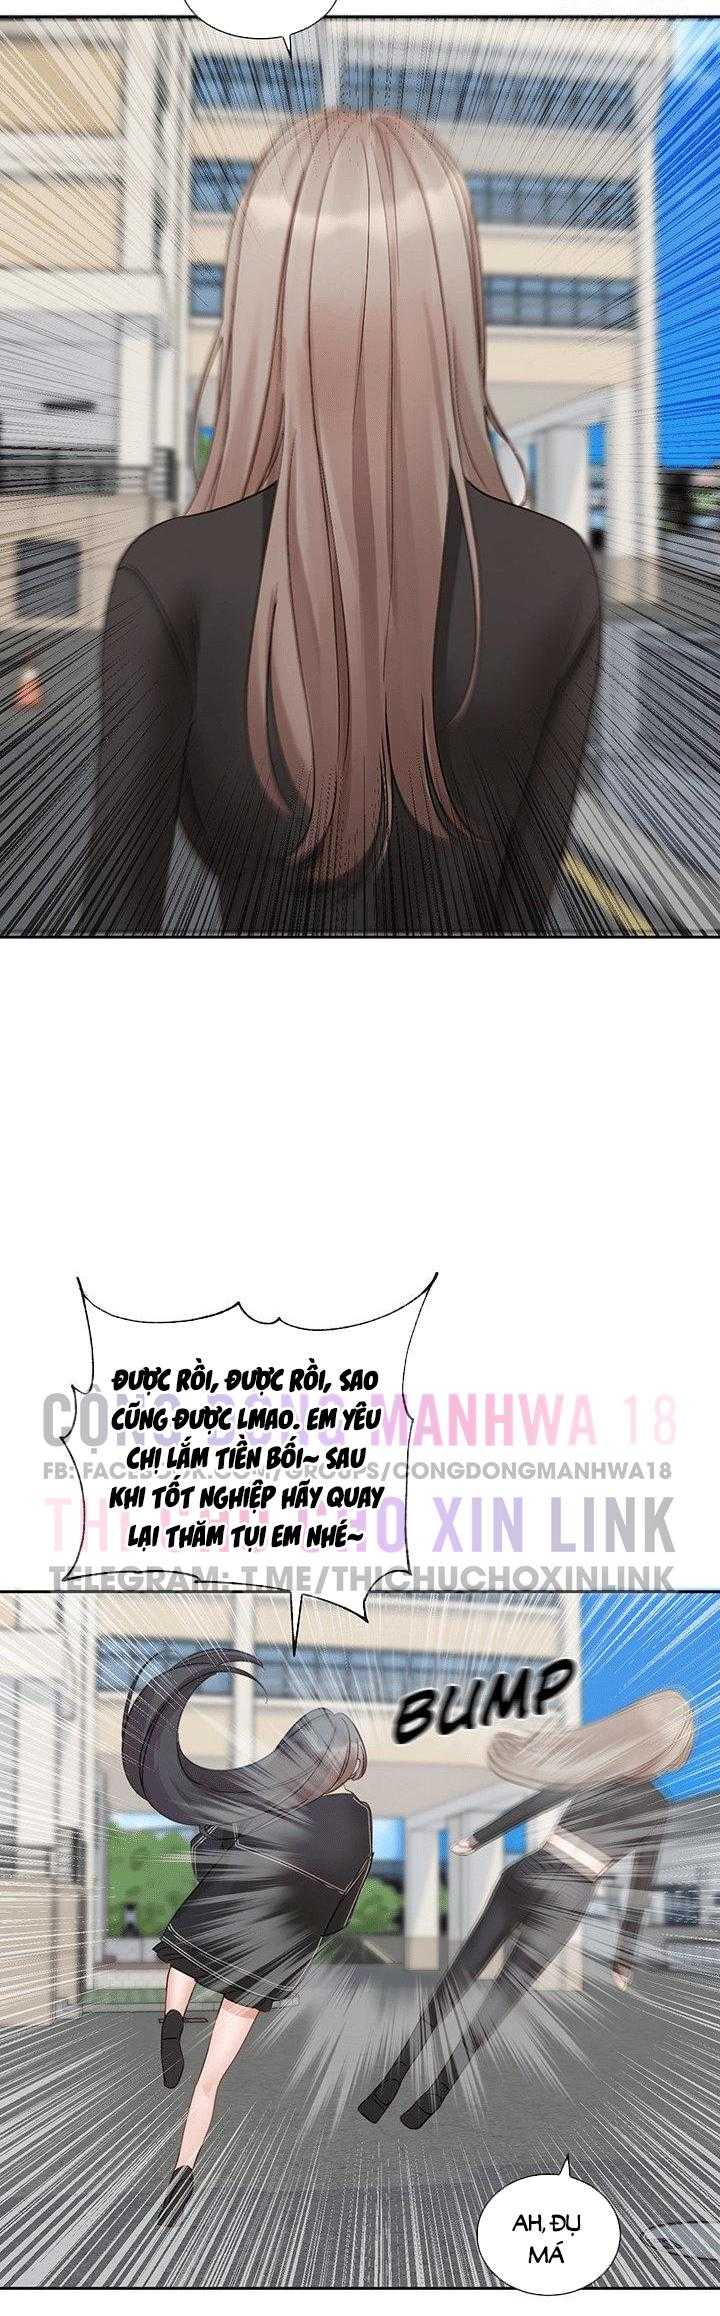 ĐƯỢC RỒI, ĐƯỢC RỒI, SAO
CŨNG ĐƯỢC LMAO. EM YÊU
CHỊ LẮM TIỀN BỐI~ SAU
KHI TỐT NGHIỆP HÃY QUAY
LẠI THĂM TỤI EM NHÉ~
CỘNG ĐỒNG MANHWA 18
FB: FACEBOOK.COM/GROUPS/CONGDONGMANHWA18
THÍCH CHO XIN LINK
TELEGRAM: T.ME/THICHUCHOXINLINK
BUMP
AH, ĐỤ
MÁ